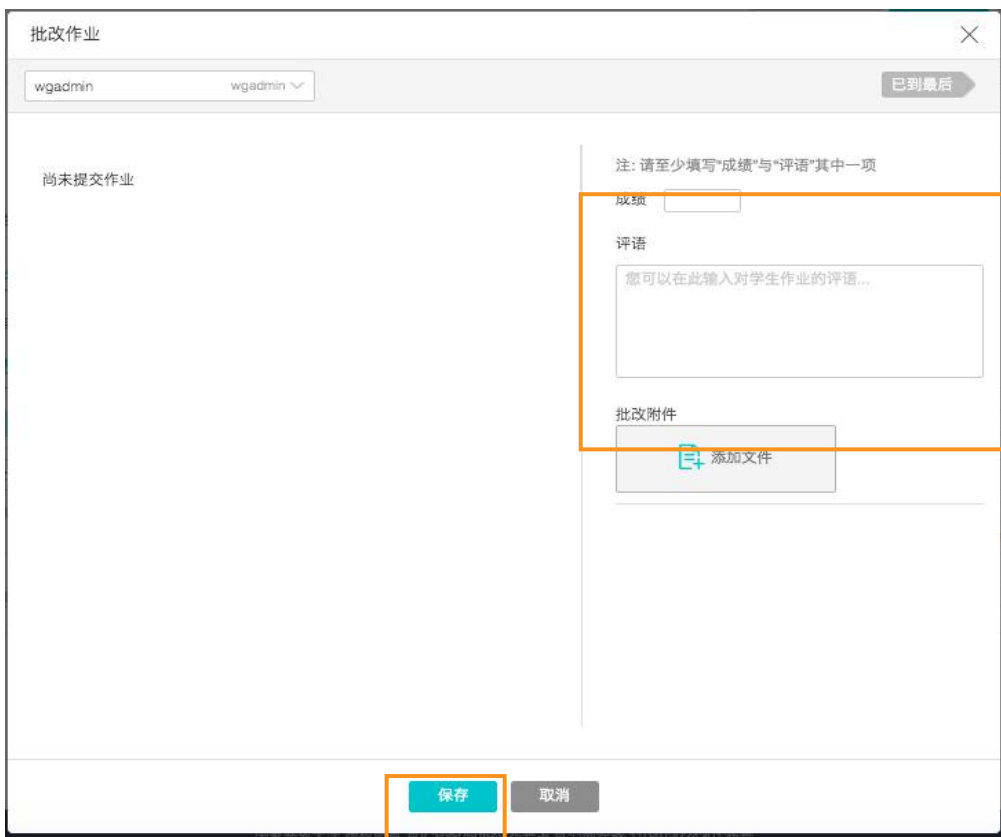 批改作业
wgadmin wgadmin
已到最后
尚未提交作业
注: 请至少填写“成绩”与“评语”其中一项
成绩
评语
您可以在此输入对学生作业的评语...
批改附件
添加文件
保存 取消